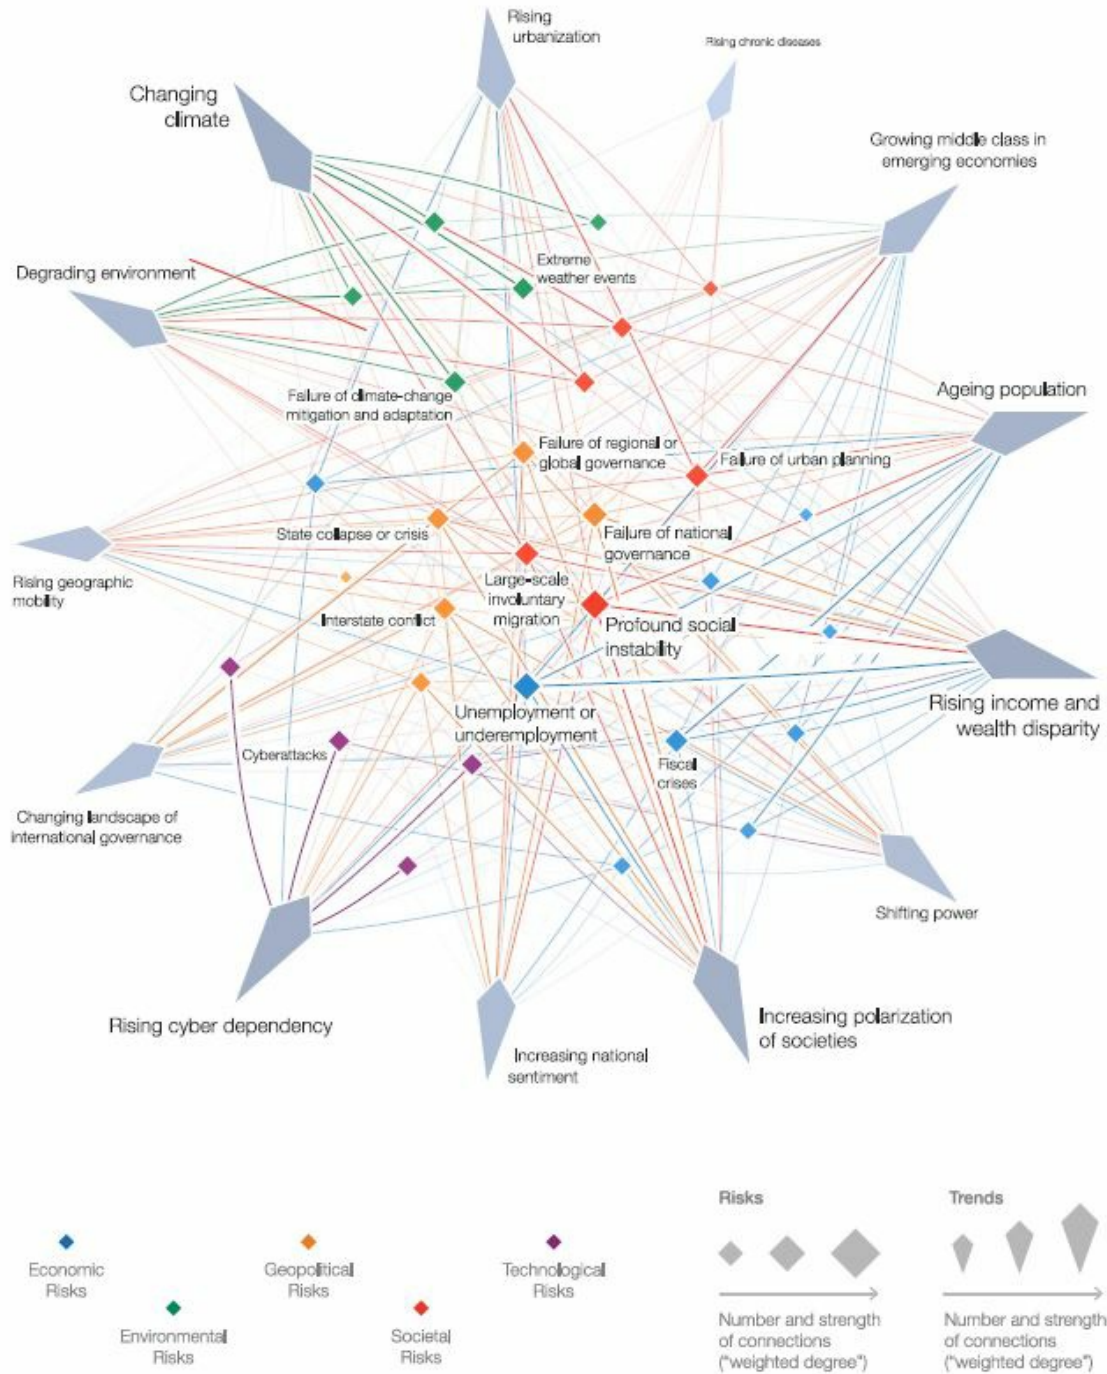 Rising
urbanization
Rising chronic diseases
Changing
climate
Growing middle class in
emerging economies
Degrading environment
Extreme
weather events
Ageing population
Failure of climate-change
mitigation and adaptation
Failure of regional or
global governance
Failure of urban planning
State collapse or crisis
Failure of national
governance
Rising geographic
mobility
Large-scale
involuntary
migration
Interstate conflict
Profound social
instability
Rising income and
wealth disparity
Unemployment or
underemployment
Cyberattacks
Fiscal
crises
Changing landscape of
international governance
Shifting power
Rising cyber dependency
Increasing polarization
of societies
Increasing national
sentiment
Risks
Trends
Economic
Risks
Geopolitical
Risks
Technological
Risks
Environmental
Risks
Societal
Risks
Number and strength
of connections
("weighted degree")
Number and strength
of connections
("weighted degree")